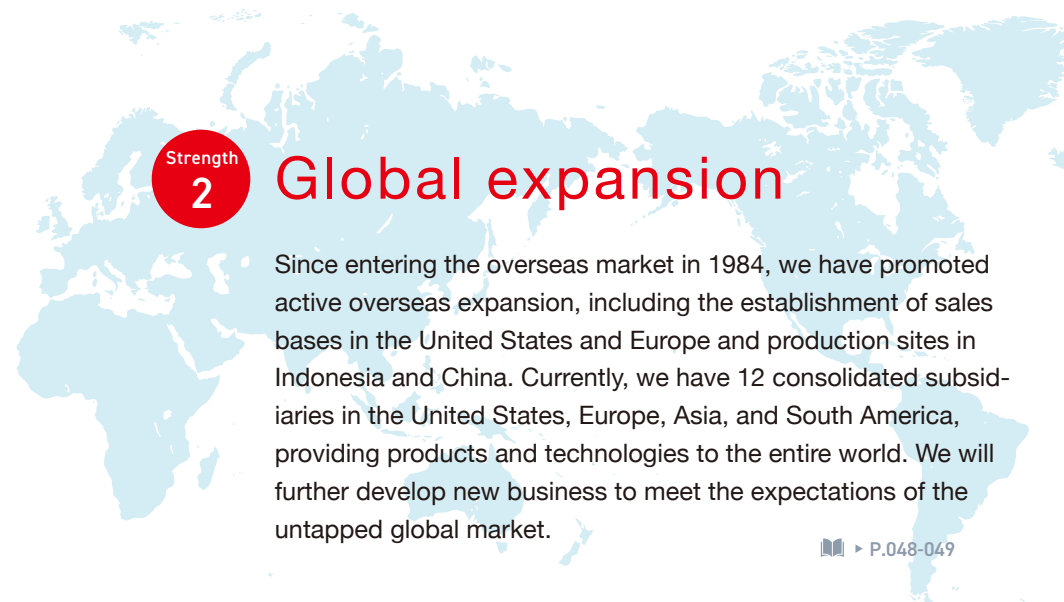 Strength
2
Global expansion
Since entering the overseas market in 1984, we have promoted
active overseas expansion, including the establishment of sales
bases in the United States and Europe and production sites in
Indonesia and China. Currently, we have 12 consolidated subsid-
iaries in the United States, Europe, Asia, and South America,
providing products and technologies to the entire world. We will
further develop new business to meet the expectations of the
untapped global market.
P.048-049